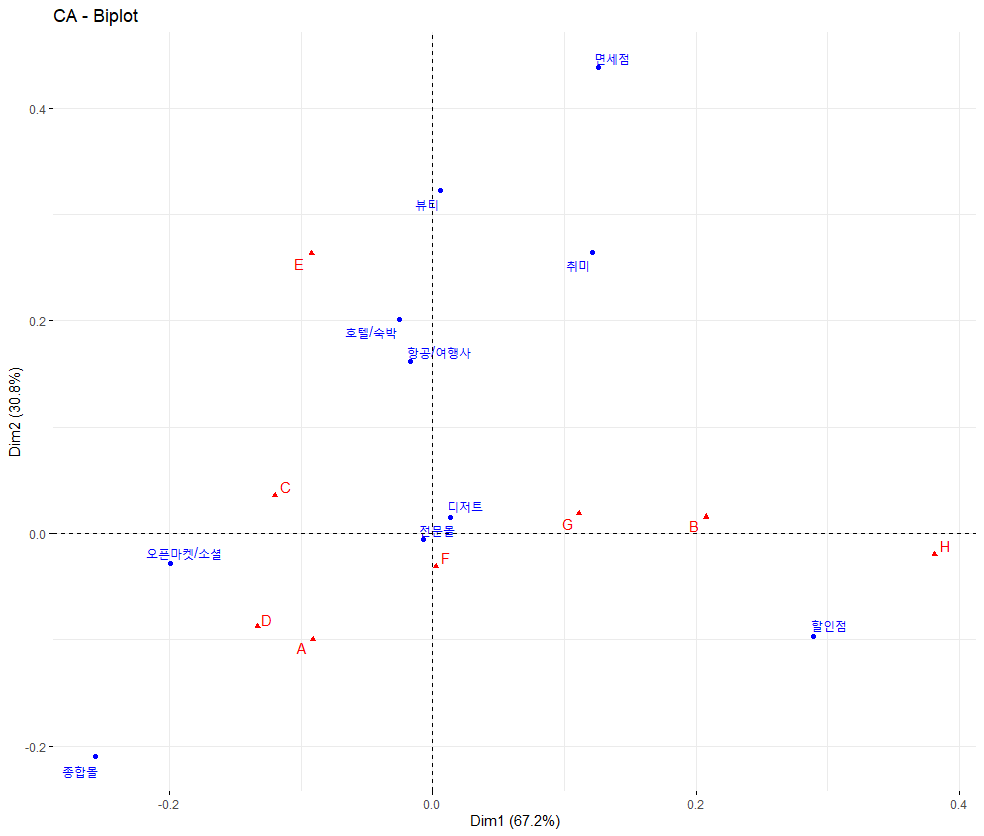 CA - Biplot
면세점
0.4
뷰티
E
취미
0.2
호텔/숙박
항공/여행사
Dim2 (30.8%)
C
디저트
G
B
전문몰
0.0
오픈마켓/소셜
F
H
D
A
할인점
-0.2
종합몰
-0.2
0.0
0.2
0.4
Dim1 (67.2%)